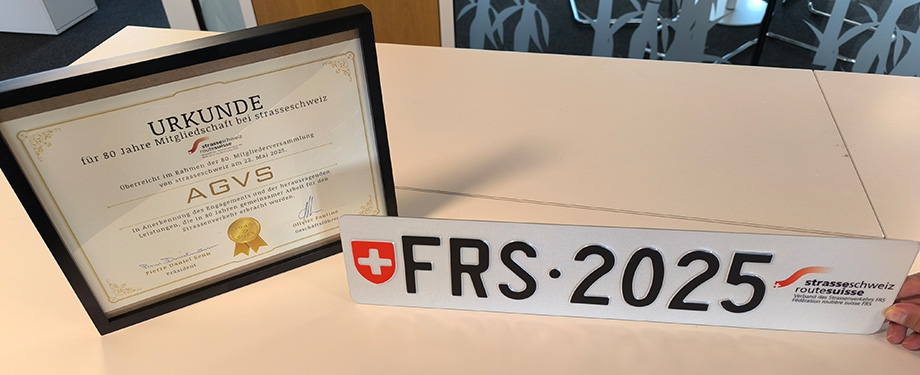 URKUNDE
für 80 Jahre Mitgliedschaft bei strasseschweiz
strasseschweiz
routesuisse
Überreicht im Rahmen der 80. Mitgliederversammlung
von strasseschweiz am 22. Mai 2025.
AGVS
in Anerkennung des Engagements und der herausragenden
Leistungen, die in 80 Jahren gemeinsamer Arbeit für den
Strassenverkehr erbracht wurden.
Pierre Daniel Senn
Präsident
Olivier Fantino
Geschäftsführer
FRS·2025
strasseschweiz
routesuisse
Verband des Strassenverkehrs FRS
Fédération routière suisse FRS